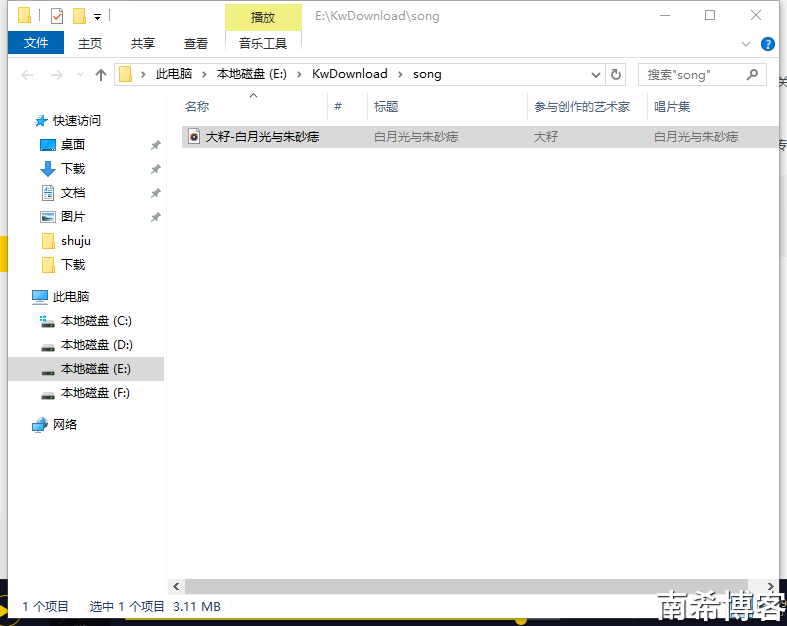 播放
E:\KwDownload\song
文件 主页 共享 查看 音乐工具
此电脑 本地磁盘 (E:) KwDownload song
搜索"song"
名称 # 标题 参与创作的艺术家 唱片集
大籽-白月光与朱砂痣 白月光与朱砂痣 大籽 白月光与朱砂痣
快速访问
桌面
下载
文档
图片
shuju
下载
此电脑
本地磁盘 (C:)
本地磁盘 (D:)
本地磁盘 (E:)
本地磁盘 (F:)
网络
1 个项目 选中 1 个项目 3.11 MB
南希博客